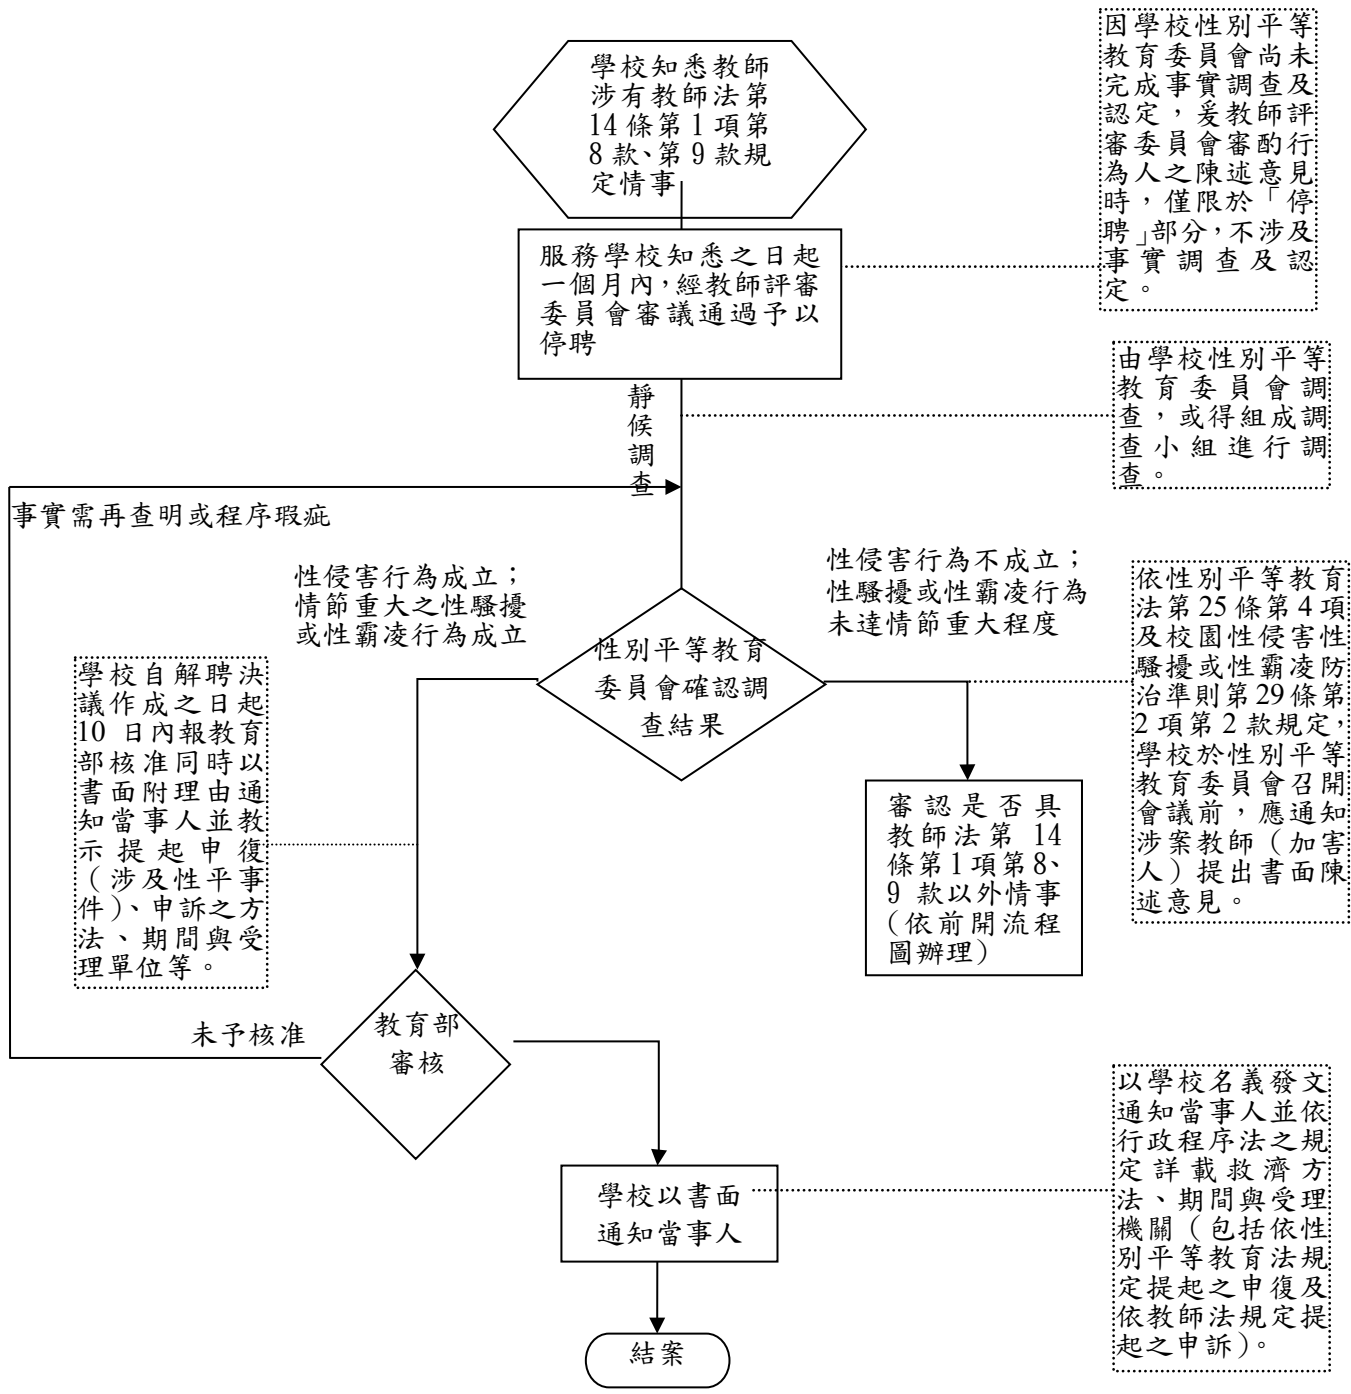 學校知悉教師
涉有教師法第
14條第1項第
8款、第9款規
定情事
因學校性別平等
教育委員會尚未
完成事實調查及
認定，爰教師評
審委員會審酌行
為人之陳述意見
時，僅限於「停
聘」部分，不涉及
事實調查及認
定。
服務學校知悉之日起
一個月內，經教師評審
委員會審議通過予以
停聘
由學校性別平等
教育委員會調
查，或得組成調
查小組進行調
查。
靜候調查
事實需再查明或程序瑕疵
性侵害行為成立；
情節重大之性騷擾
或性霸凌行為成立
性侵害行為不成立；
性騷擾或性霸凌行為
未達情節重大程度
性別平等教育
委員會確認調
查結果
依性別平等教育
法第25條第4項
及校園性侵害性
騷擾或性霸凌防
治準則第29條第
2項第2款規定，
學校於性別平等
教育委員會召開
會議前，應通知
涉案教師（加害
人）提出書面陳
述意見。
學校自解聘決
議作成之日起
10 日內報教育
部核准同時以
書面附理由通
知當事人並教
示提起申復
（涉及性平事
件）、申訴之方
法、期間與受
理單位等。
審認是否具
教師法第 14
條第1項第8、
9 款以外情事
（依前開流程
圖辦理）
未予核准
教育部
審核
學校以書面
通知當事人
以學校名義發文
通知當事人並依
行政程序法之規
定詳載救濟方
法、期間與受理
機關（包括依性
別平等教育法規
定提起之申復及
依教師法規定提
起之申訴）。
結案